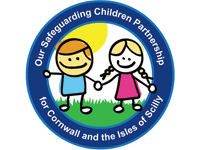 Our Safeguarding Children Partnership
for Cornwall and the Isles of Scilly